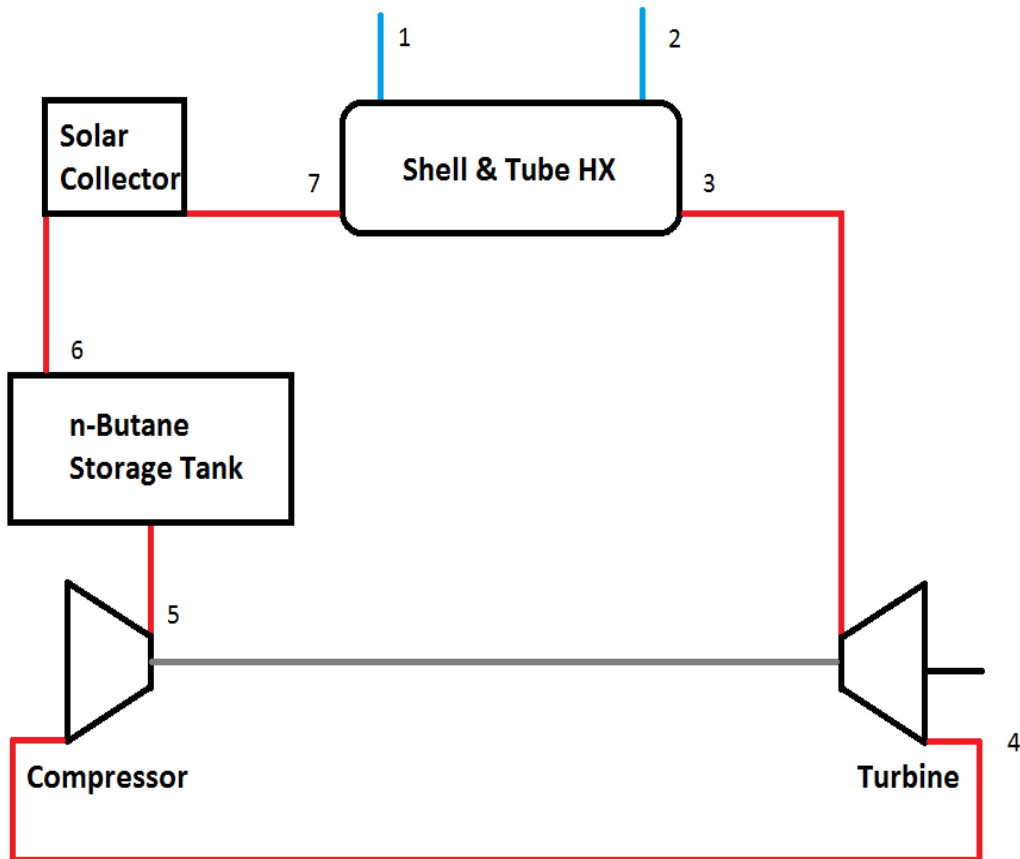 1
2
Solar
Collector
Shell & Tube HX
7
3
6
n-Butane
Storage Tank
5
4
Compressor
Turbine